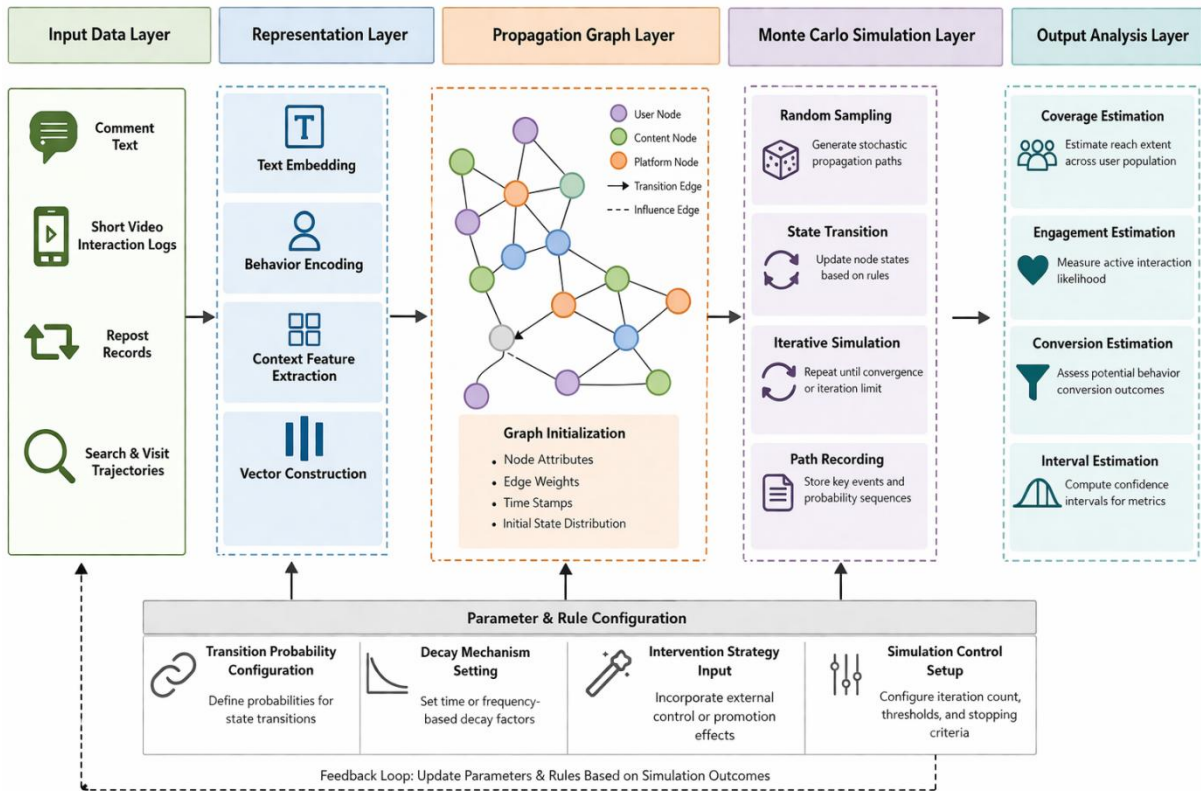 Input Data Layer
Representation Layer
Propagation Graph Layer
Monte Carlo Simulation Layer
Output Analysis Layer
Comment
Text
Short Video
Interaction Logs
Repost
Records
Search & Visit
Trajectories
T
Text Embedding
Behavior Encoding
Context Feature
Extraction
Vector Construction
User Node
Content Node
Platform Node
Transition Edge
Influence Edge
Graph Initialization
• Node Attributes
• Edge Weights
• Time Stamps
• Initial State Distribution
Random Sampling
Generate stochastic
propagation paths
State Transition
Update node states
based on rules
Iterative Simulation
Repeat until convergence
or iteration limit
Path Recording
Store key events and
probability sequences
Coverage Estimation
Estimate reach extent
across user population
Engagement Estimation
Measure active interaction
likelihood
Conversion Estimation
Assess potential behavior
conversion outcomes
Interval Estimation
Compute confidence
intervals for metrics
Parameter & Rule Configuration
Transition Probability
Configuration
Define probabilities for
state transitions
Decay Mechanism
Setting
Set time or frequency-
based decay factors
Intervention Strategy
Input
Incorporate external
control or promotion
effects
Simulation Control
Setup
Configure iteration count,
thresholds, and stopping
criteria
Feedback Loop: Update Parameters & Rules Based on Simulation Outcomes